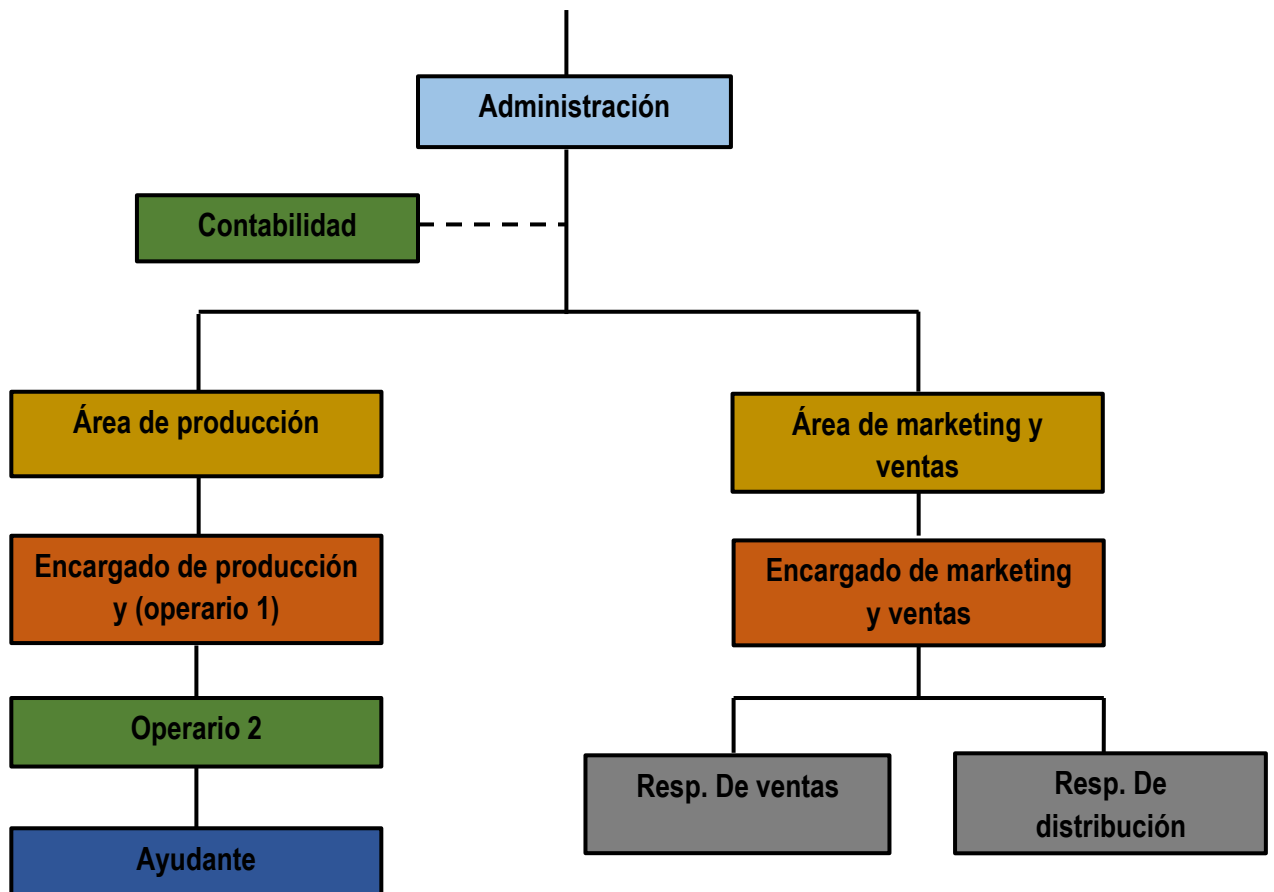 Administración
Contabilidad
Área de producción
Área de marketing y
ventas
Encargado de producción
y (operario 1)
Encargado de marketing
y ventas
Operario 2
Resp. De ventas
Resp. De
distribución
Ayudante